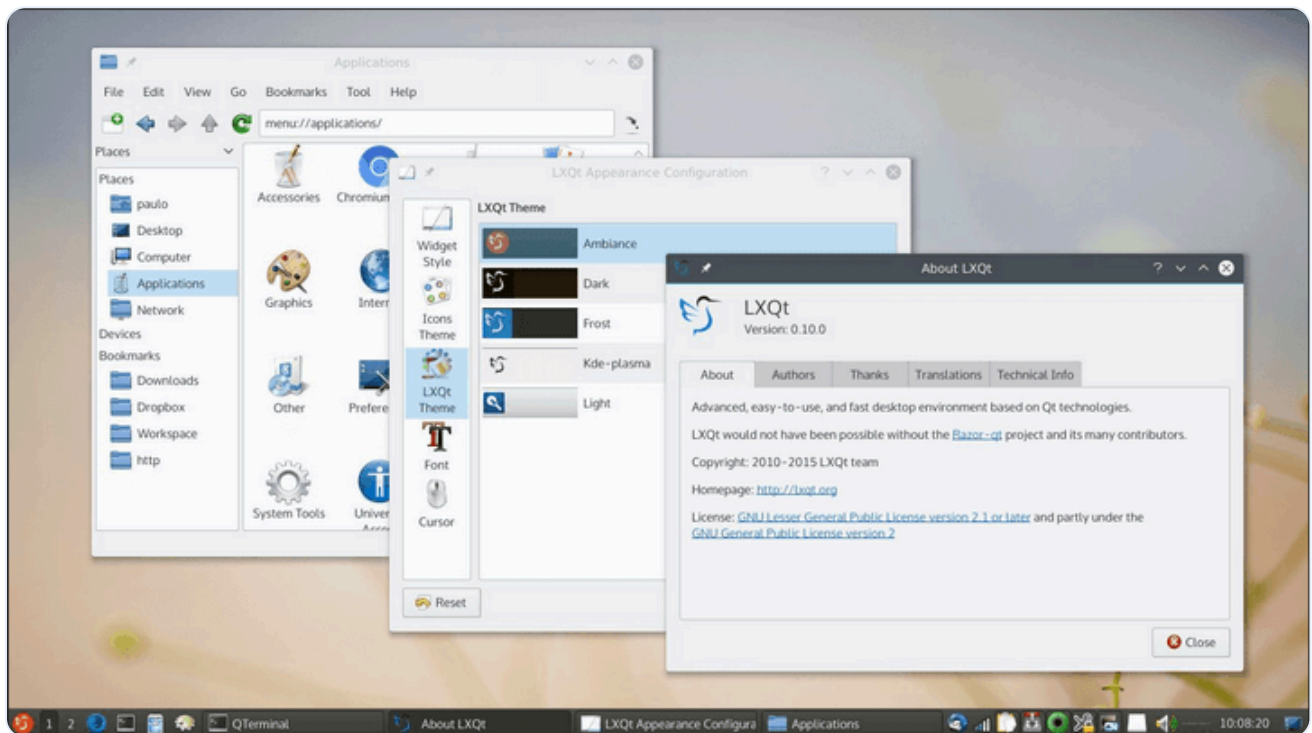 Applications
File Edit View Go Bookmarks Tool Help
menu://applications/
Places
Places
paulo
Desktop
Computer
Applications
Network
Devices
Bookmarks
Downloads
Dropbox
Workspace
http
Accessories
Graphics
Other
System Tools
LXQt Appearance Configuration
Widget
Style
Icons
Theme
LXQt
Theme
Font
Cursor
LXQt Theme
Ambiance
Dark
Frost
Kde-plasma
Light
Reset
About LXQt
LXQt
Version: 0.10.0
About Authors Thanks Translations Technical Info
Advanced, easy-to-use, and fast desktop environment based on Qt technologies.
LXQt would not have been possible without the Razor-qt project and its many contributors.
Copyright: 2010-2015 LXQt team
Homepage: http://lxqt.org
License: GNU Lesser General Public License version 2.1 or later and partly under the
GNU General Public License version 2
Close
1 2 QTerminal About LXQt LXQt Appearance Configura Applications 10:08:20